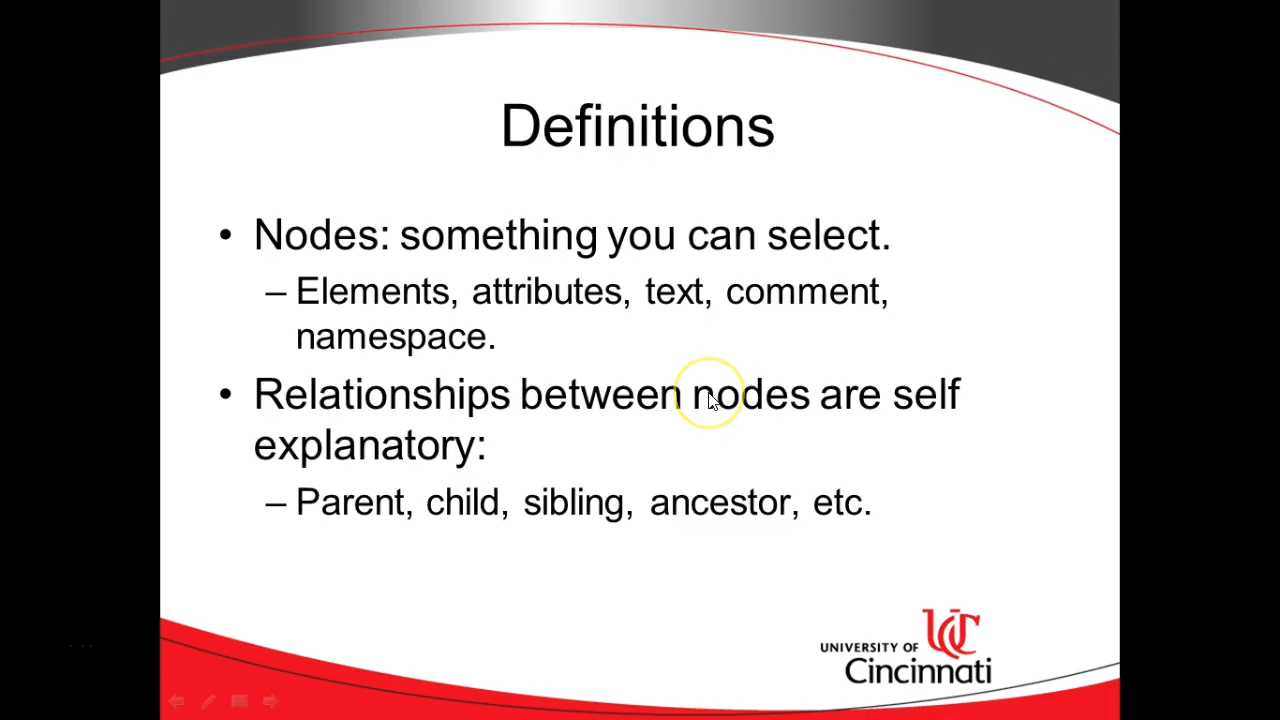 Definitions
• Nodes: something you can select.
– Elements, attributes, text, comment,
namespace.
• Relationships between nodes are self
explanatory:
– Parent, child, sibling, ancestor, etc.
UC
UNIVERSITY OF
Cincinnati